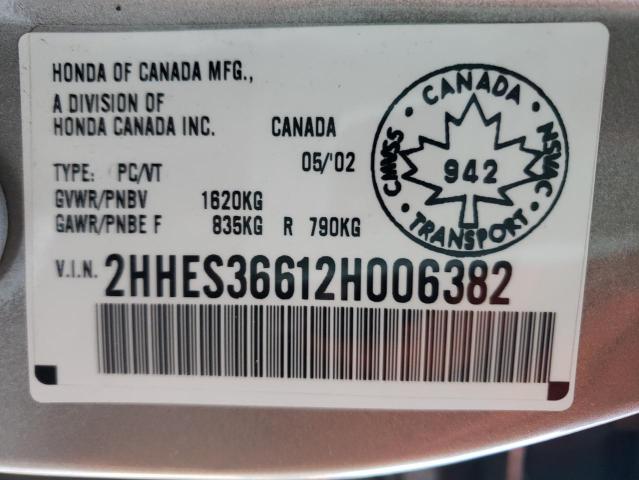 HONDA OF CANADA MFG.,
A DIVISION OF
HONDA CANADA INC. CANADA
05/'02
TYPE: PC/VT
GVWR/PNBV 1620KG
GAWR/PNBE F 835KG R 790KG
V.I.N. 2HHES36612H006382
CANADA
CMVSS 942 NSVAC
TRANSPORT